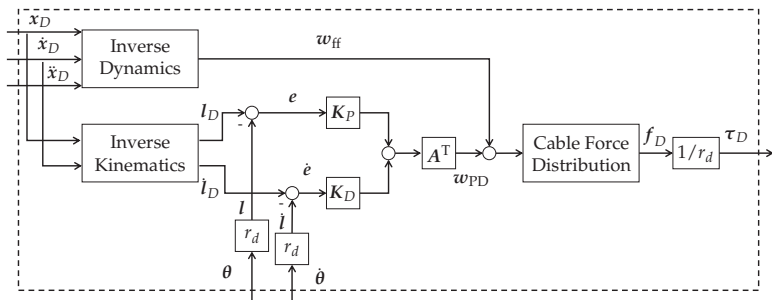 x_D
ẋ_D
ẍ_D
Inverse
Dynamics
w_ff
l_D
-
e
K_P
Inverse
Kinematics
l̇_D
-
ė
K_D
A^T
w_PD
Cable Force
Distribution
f_D
1/r_d
τ_D
l
l̇
r_d
r_d
θ
θ̇